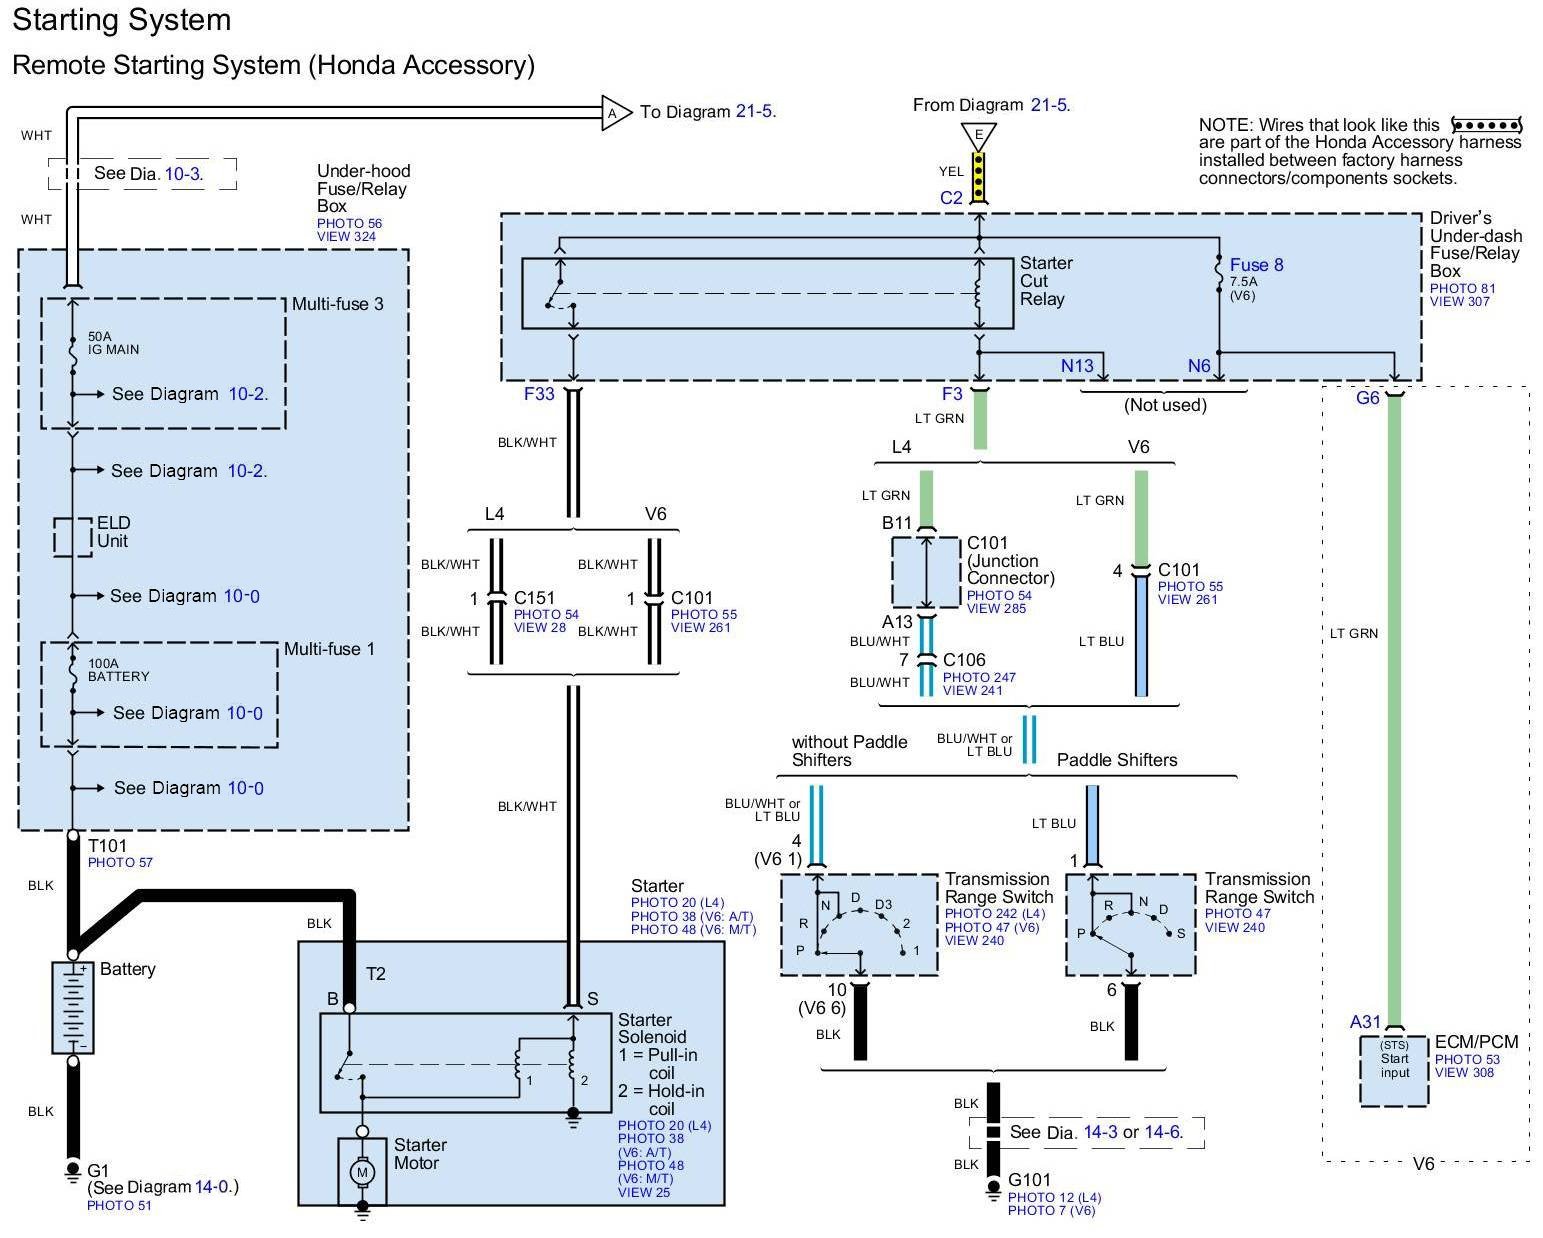 Starting System
Remote Starting System (Honda Accessory)
WHT
See Dia. 10-3.
WHT
A
To Diagram 21-5.
From Diagram 21-5.
E
YEL
C2
NOTE: Wires that look like this
are part of the Honda Accessory harness
installed between factory harness
connectors/components sockets.
Under-hood
Fuse/Relay
Box
PHOTO 56
VIEW 324
Multi-fuse 3
50A
IG MAIN
See Diagram 10-2.
See Diagram 10-2.
ELD
Unit
See Diagram 10-0
Multi-fuse 1
100A
BATTERY
See Diagram 10-0
See Diagram 10-0
T101
PHOTO 57
BLK
BLK
Battery
+
−
BLK
G1
(See Diagram 14-0.)
PHOTO 51
Driver's
Under-dash
Fuse/Relay
Box
PHOTO 81
VIEW 307
Starter
Cut
Relay
Fuse 8
7.5A
(V6)
N13
N6
(Not used)
F33
BLK/WHT
L4
V6
BLK/WHT
BLK/WHT
1
C151
PHOTO 54
VIEW 28
1
C101
PHOTO 55
VIEW 261
BLK/WHT
BLK/WHT
BLK/WHT
F3
LT GRN
L4
V6
LT GRN
LT GRN
B11
C101
(Junction
Connector)
PHOTO 54
VIEW 285
4
C101
PHOTO 55
VIEW 261
A13
BLU/WHT
LT BLU
7
C106
PHOTO 247
VIEW 241
BLU/WHT
BLU/WHT or
LT BLU
without Paddle
Shifters
Paddle Shifters
BLU/WHT or
LT BLU
LT BLU
4
(V6 1)
1
R
N
D
D3
2
1
P
Transmission
Range Switch
PHOTO 242 (L4)
PHOTO 47 (V6)
VIEW 240
R
N
D
P
S
Transmission
Range Switch
PHOTO 47
VIEW 240
10
(V6 6)
6
BLK
BLK
BLK
See Dia. 14-3 or 14-6.
BLK
G101
PHOTO 12 (L4)
PHOTO 7 (V6)
G6
LT GRN
A31
(STS)
Start
input
ECM/PCM
PHOTO 53
VIEW 308
V6
Starter
PHOTO 20 (L4)
PHOTO 38 (V6: A/T)
PHOTO 48 (V6: M/T)
T2
B
S
1
2
Starter
Solenoid
1 = Pull-in
coil
2 = Hold-in
coil
PHOTO 20 (L4)
PHOTO 38
(V6: A/T)
PHOTO 48
(V6: M/T)
VIEW 25
Starter
Motor
M